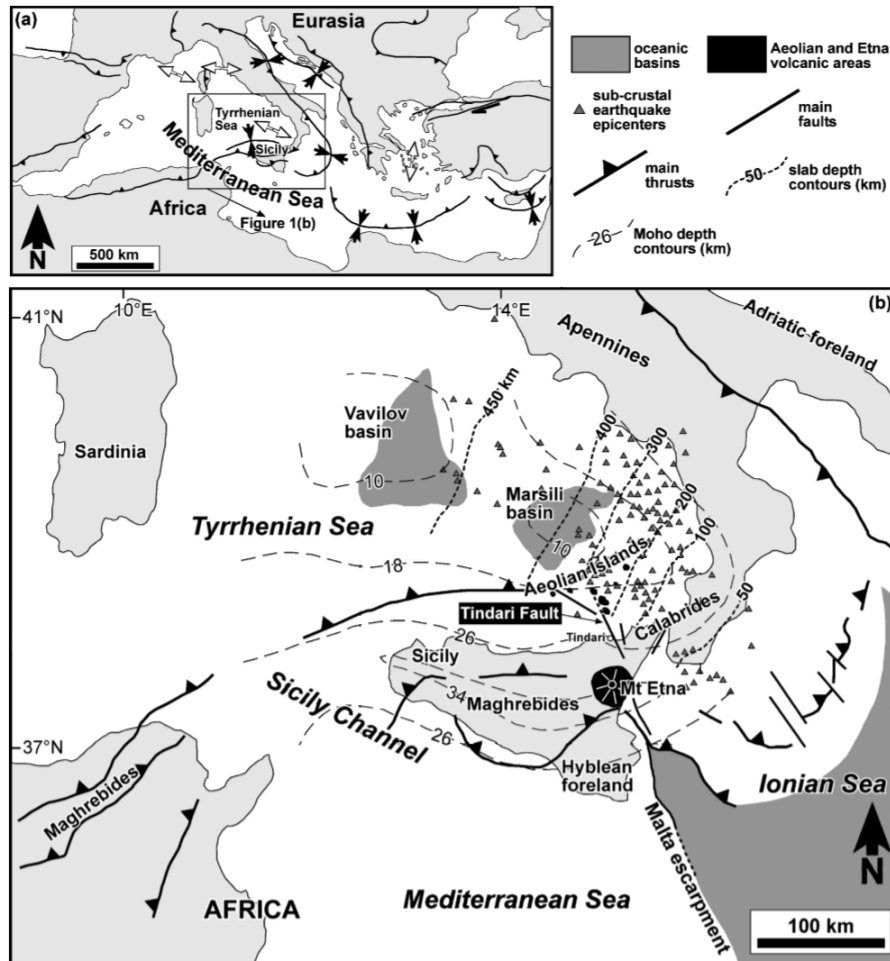 (a)
Eurasia
Tyrrhenian
Sea
Sicily
Mediterranean Sea
Africa
Figure 1(b)
N
500 km
oceanic
basins
Aeolian and Etna
volcanic areas
sub-crustal
earthquake
epicenters
main
faults
main
thrusts
50
slab depth
contours (km)
26
Moho depth
contours (km)
(b)
41°N
10°E
14°E
Apennines
Adriatic foreland
450 km
Vavilov
basin
400
300
Sardinia
10
Marsili
basin
200
Tyrrhenian Sea
10
100
18
Aeolian Islands
50
Tindari Fault
Calabrides
26
Tindari
Sicily
Mt Etna
34
Maghrebides
Sicily Channel
37°N
26
Hyblean
foreland
Ionian Sea
Maghrebides
Malta escarpment
N
AFRICA
Mediterranean Sea
100 km